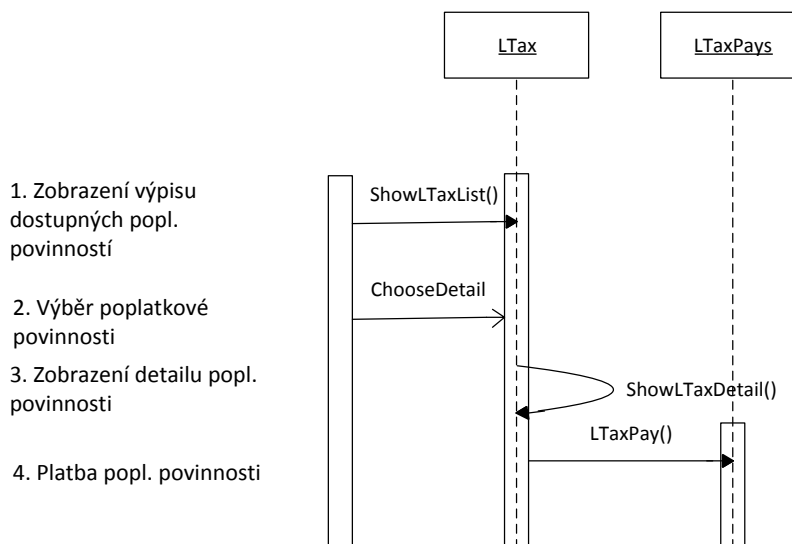 LTax
LTaxPays
1. Zobrazení výpisu
dostupných popl.
povinností
ShowLTaxList()
2. Výběr poplatkové
povinnosti
ChooseDetail
3. Zobrazení detailu popl.
povinnosti
ShowLTaxDetail()
LTaxPay()
4. Platba popl. povinnosti